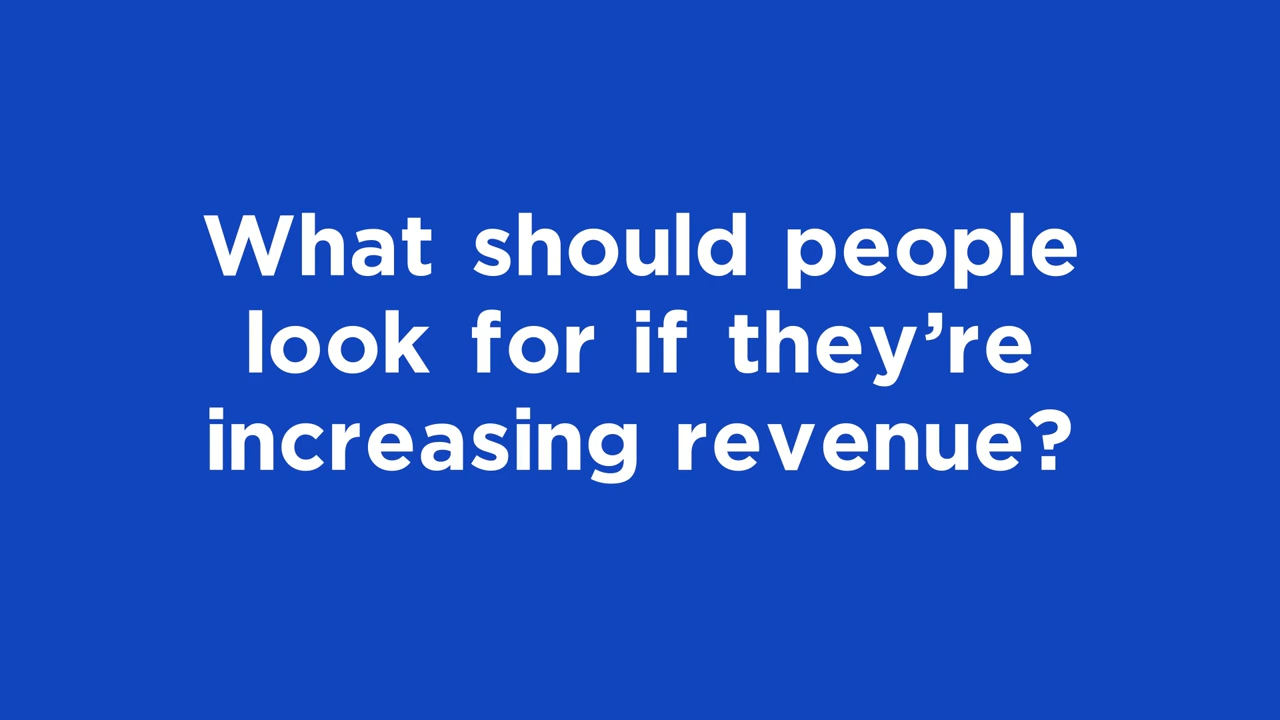 What should people
look for if they’re
increasing revenue?